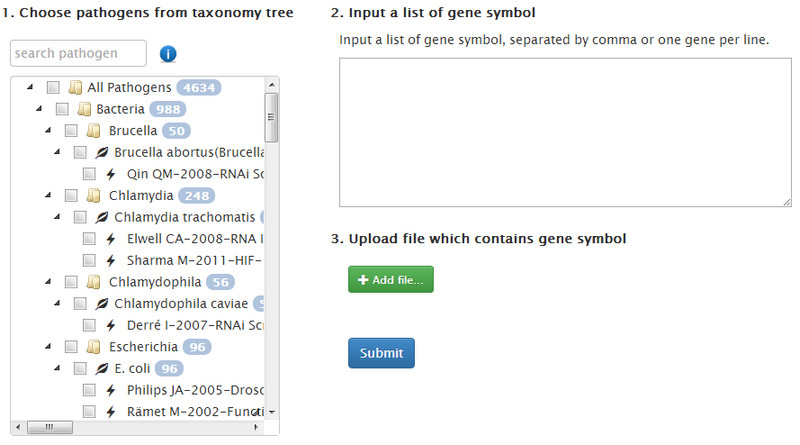 1. Choose pathogens from taxonomy tree
search pathogen
i
All Pathogens 4634
Bacteria 988
Brucella 50
Brucella abortus(Brucella
Qin QM-2008-RNAi Sc
Chlamydia 248
Chlamydia trachomatis
Elwell CA-2008-RNA I
Sharma M-2011-HIF-
Chlamydophila 56
Chlamydophila caviae 5
Derré I-2007-RNAi Scr
Escherichia 96
E. coli 96
Philips JA-2005-Droso
Rämet M-2002-Functi
2. Input a list of gene symbol
Input a list of gene symbol, separated by comma or one gene per line.
3. Upload file which contains gene symbol
+ Add file...
Submit